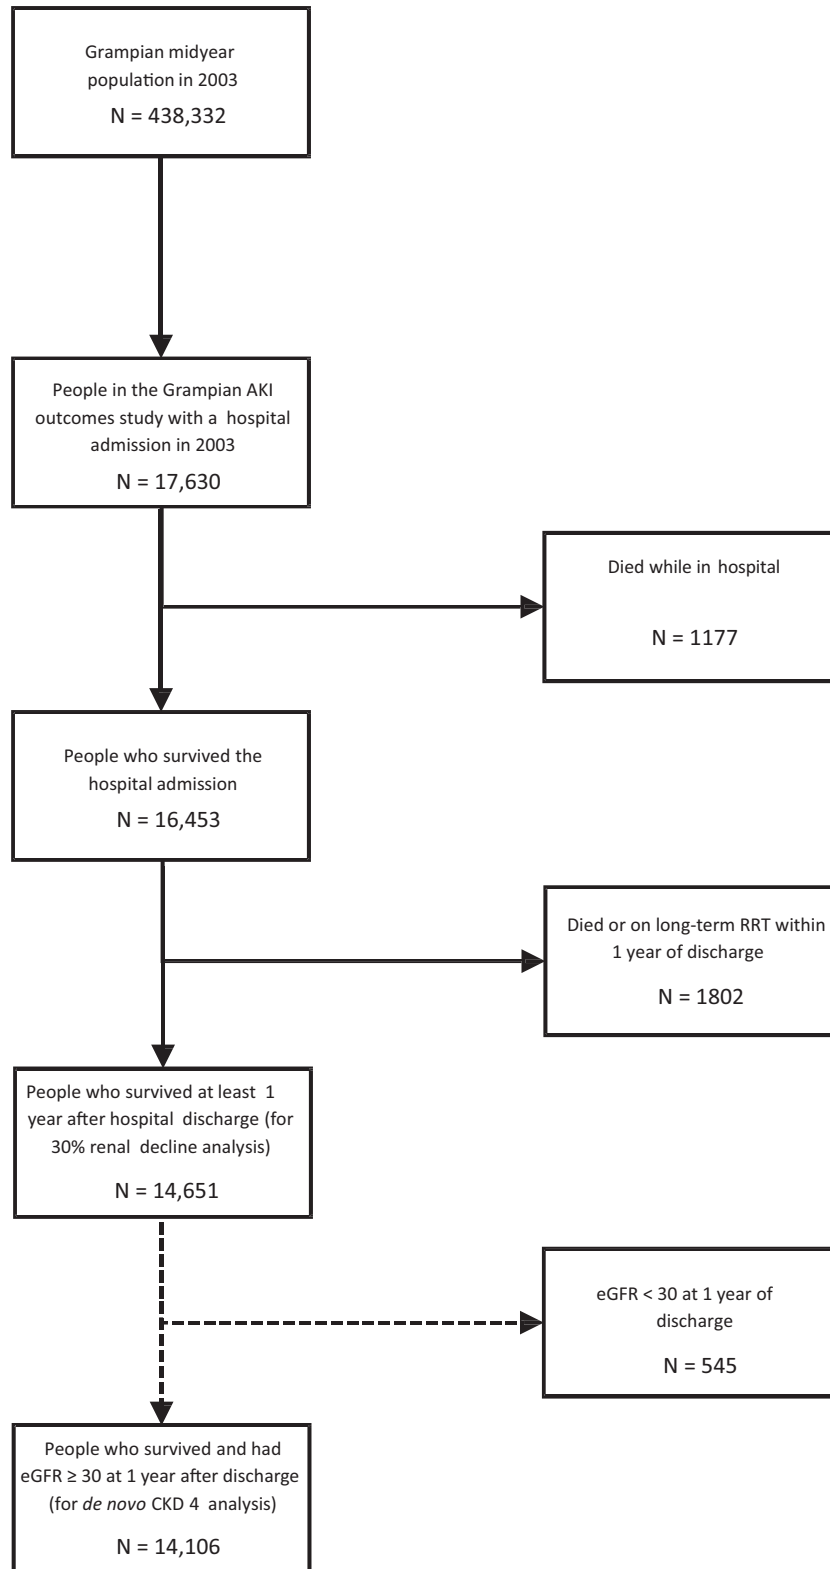 Grampian midyear
population in 2003
N = 438,332
People in the Grampian AKI
outcomes study with a hospital
admission in 2003
N = 17,630
Died while in hospital
N = 1177
People who survived the
hospital admission
N = 16,453
Died or on long-term RRT within
1 year of discharge
N = 1802
People who survived at least 1
year after hospital discharge (for
30% renal decline analysis)
N = 14,651
eGFR < 30 at 1 year of
discharge
N = 545
People who survived and had
eGFR ≥ 30 at 1 year after discharge
(for de novo CKD 4 analysis)
N = 14,106